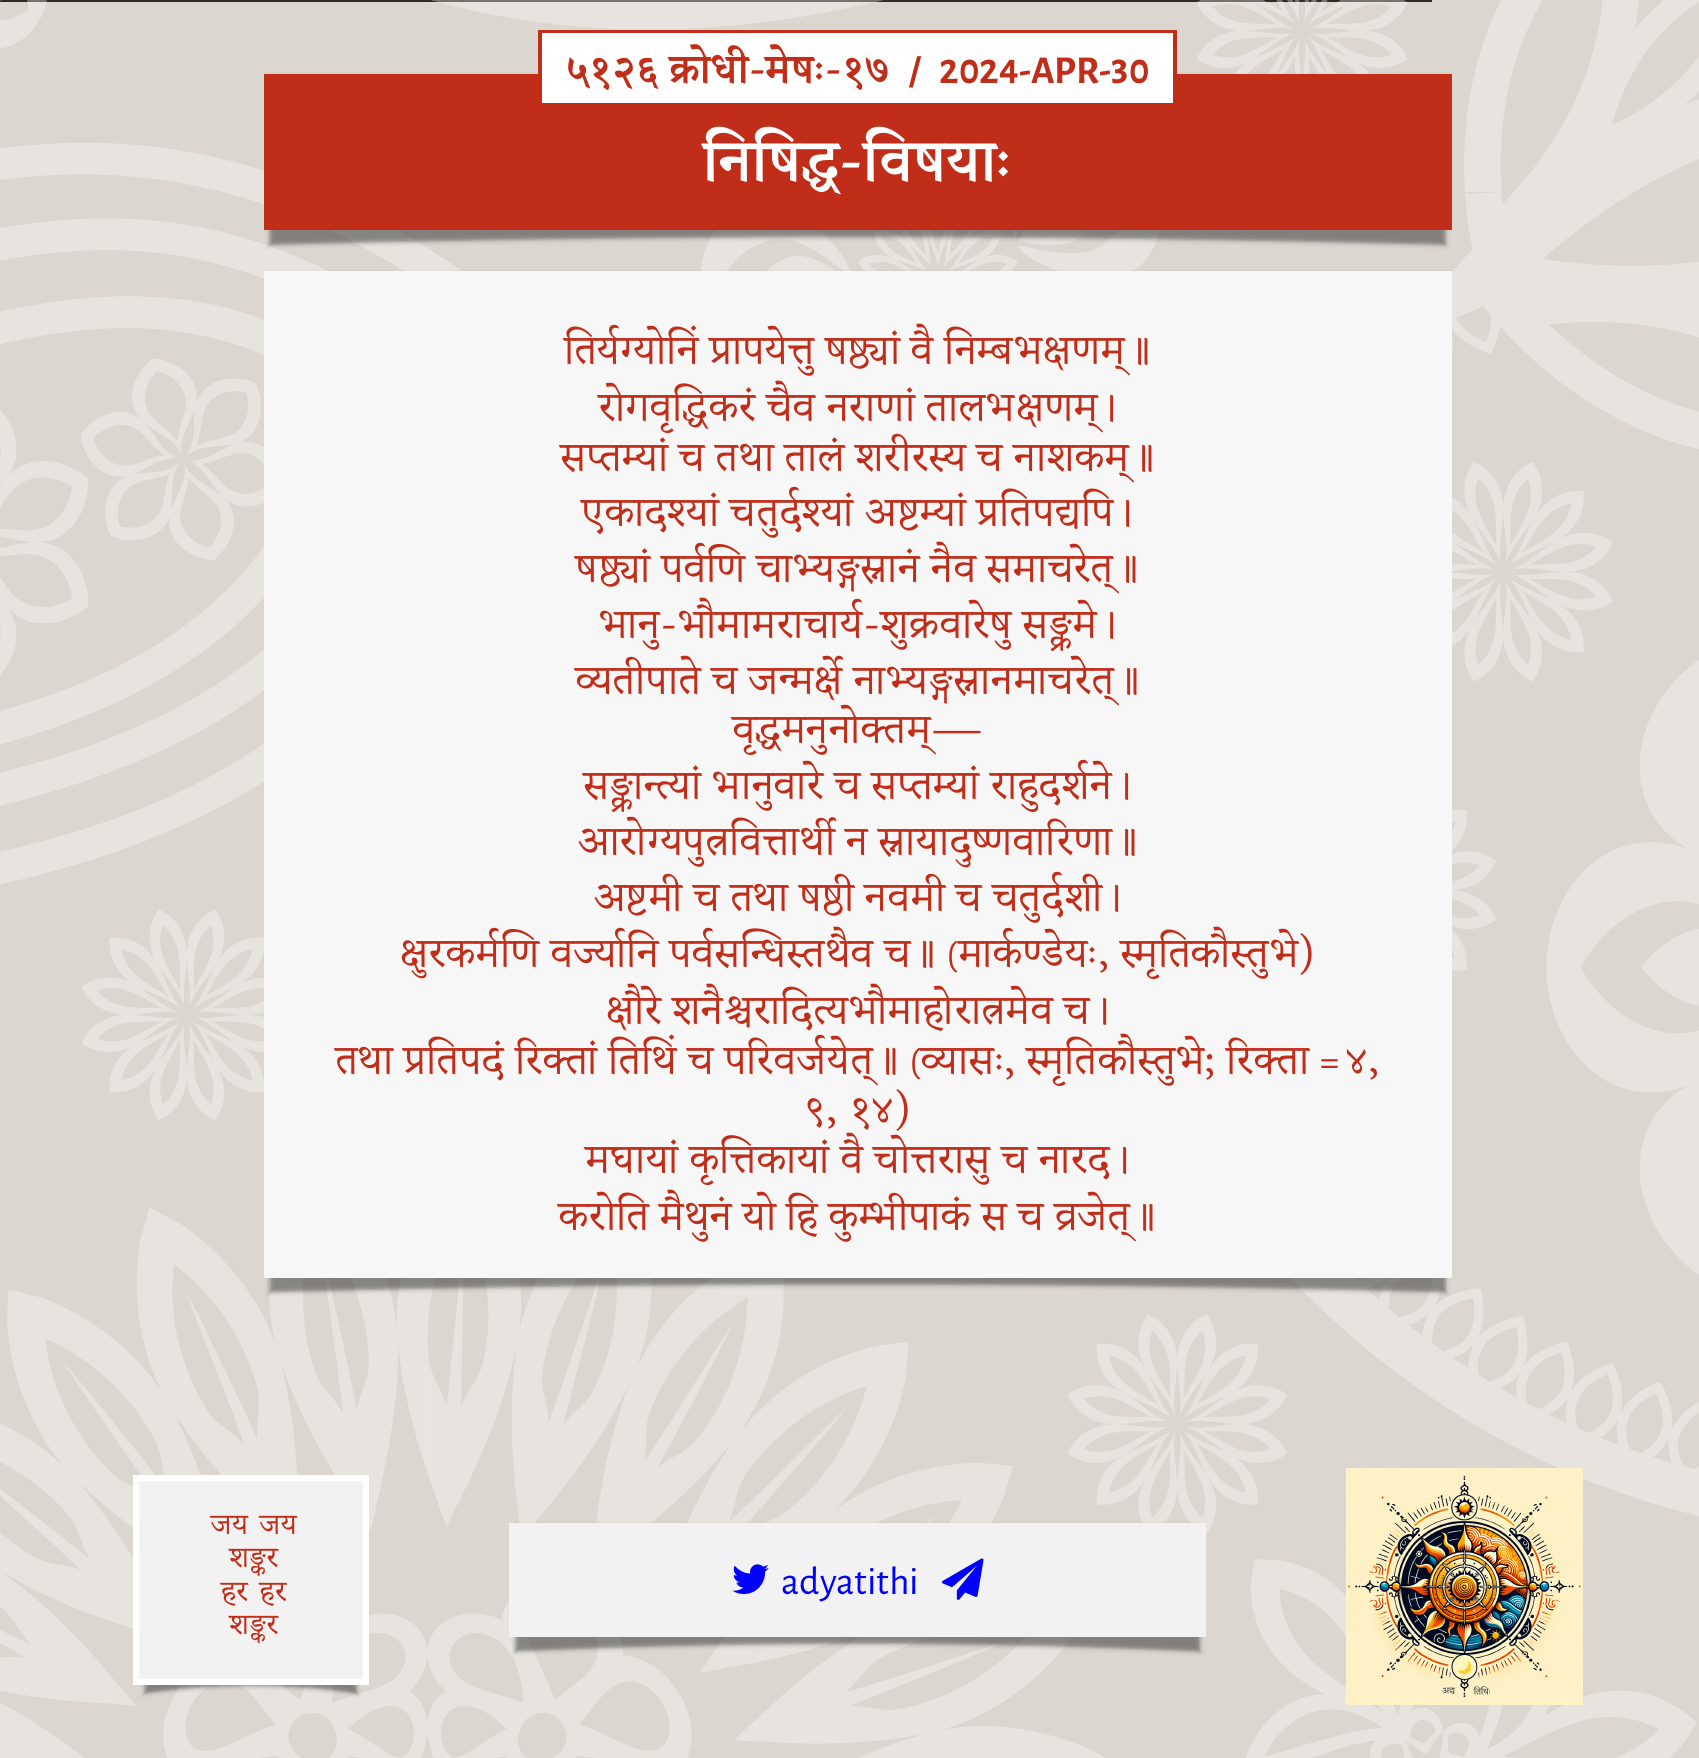 ५१२६ क्रोधी-मेषः-१७ / 2024-APR-30
निषिद्ध-विषयाः
तिर्यग्योनिं प्रापयेत्तु षष्ठ्यां वै निम्बभक्षणम्॥
रोगवृद्धिकरं चैव नराणां तालभक्षणम्।
सप्तम्यां च तथा तालं शरीरस्य च नाशकम्॥
एकादश्यां चतुर्दश्यां अष्टम्यां प्रतिपद्यपि।
षष्ठ्यां पर्वणि चाभ्यङ्गस्नानं नैव समाचरेत्॥
भानु-भौमामराचार्य-शुक्रवारेषु सङ्क्रमे।
व्यतीपाते च जन्मर्क्षे नाभ्यङ्गस्नानमाचरेत्॥
वृद्धमनुनोक्तम्—
सङ्क्रान्त्यां भानुवारे च सप्तम्यां राहुदर्शने।
आरोग्यपुत्रवित्तार्थी न स्नायादुष्णवारिणा॥
अष्टमी च तथा षष्ठी नवमी च चतुर्दशी।
क्षुरकर्मणि वर्ज्यानि पर्वसन्धिस्तथैव च॥ (मार्कण्डेयः, स्मृतिकौस्तुभे)
क्षौरे शनैश्चरादित्यभौमाहोरात्रमेव च।
तथा प्रतिपदं रिक्तां तिथिं च परिवर्जयेत्॥ (व्यासः, स्मृतिकौस्तुभे; रिक्ता = ४,
९, १४)
मघायां कृत्तिकायां वै चोत्तरासु च नारद।
करोति मैथुनं यो हि कुम्भीपाकं स च व्रजेत्॥
जय जय
शङ्कर
हर हर
शङ्कर
adyatithi
अद्य तिथिः